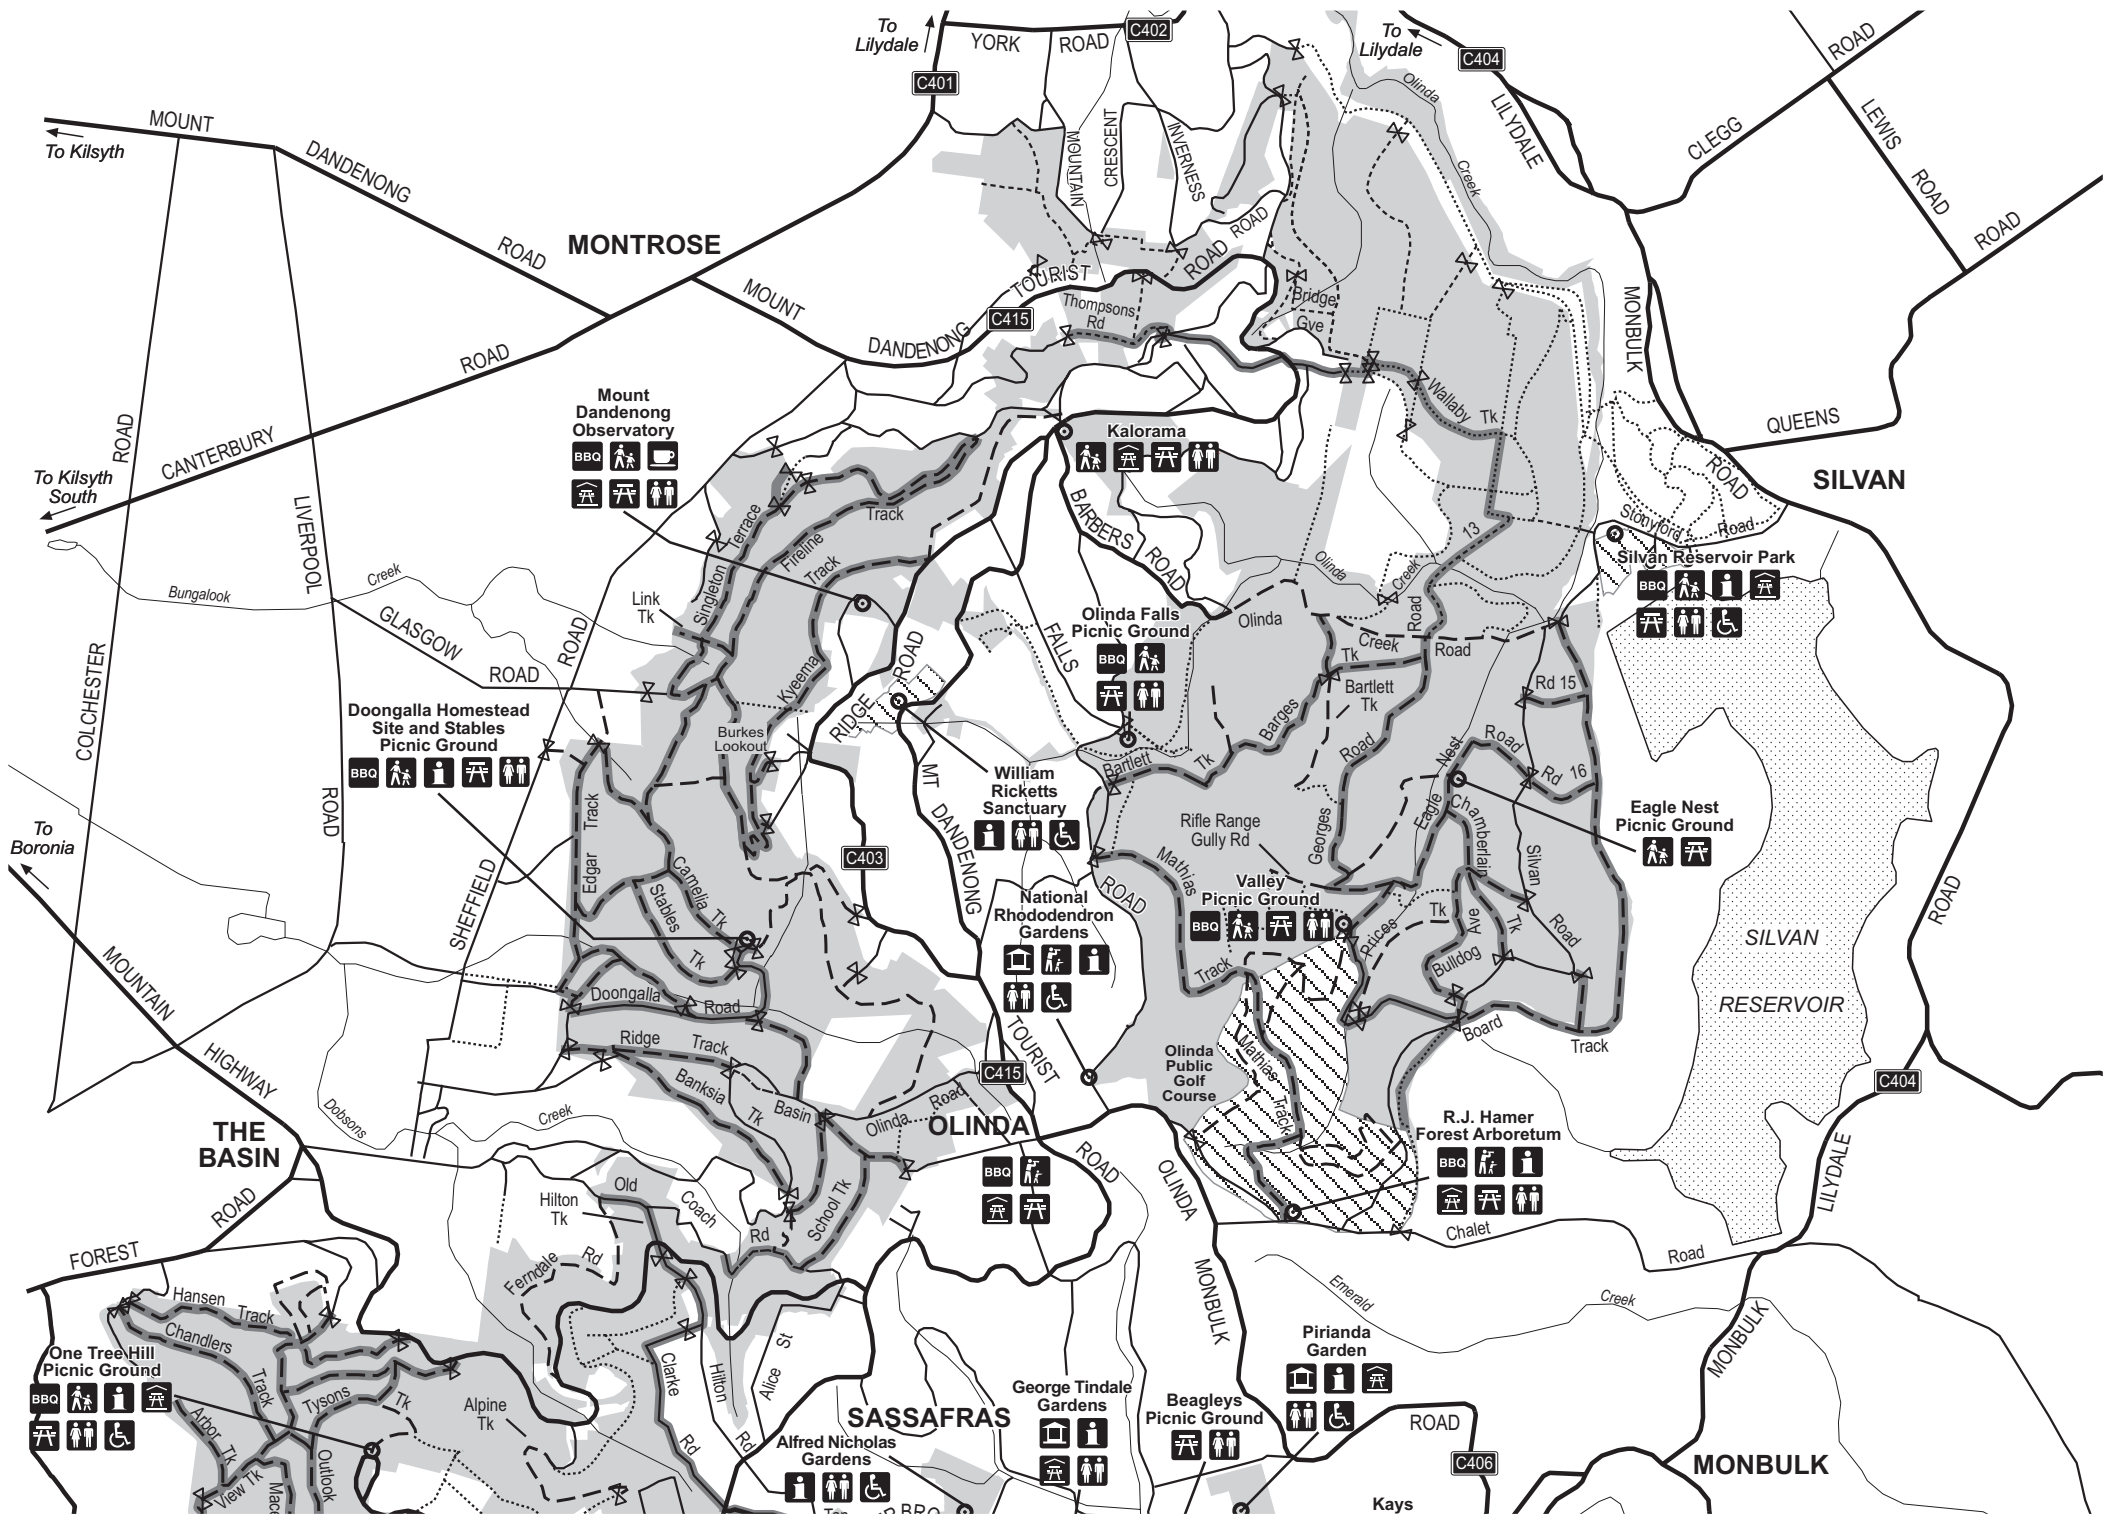 To
Lilydale
C401
YORK
ROAD
C402
To
Lilydale
C404
Olinda
Creek
LILYDALE
ROAD
CLEGG
LEWIS
ROAD
ROAD
MOUNT
To Kilsyth
DANDENONG
ROAD
MONTROSE
MOUNTAIN
CRESCENT
INVERNESS
ROAD
ROAD
TOURIST
MOUNT
DANDENONG
C415
Thompsons
Rd
Bridge
Gve
MONBULK
ROAD
ROAD
CANTERBURY
To Kilsyth
South
LIVERPOOL
Mount
Dandenong
Observatory
BBQ
Kalorama
Wallaby
Tk
QUEENS
ROAD
SILVAN
Stonyford
Road
Silvan Reservoir Park
BBQ
Terrace
Track
Fireline
Track
Singleton
BARBERS
ROAD
Olinda
Creek
13
Road
Bungalook
Creek
Link
Tk
GLASGOW
ROAD
ROAD
Olinda Falls
Picnic Ground
BBQ
FALLS
Olinda
Creek
Road
Tk
Bartlett
Tk
Rd 15
COLCHESTER
Doongalla Homestead
Site and Stables
Picnic Ground
BBQ
Kyeema
RIDGE
ROAD
Burkes
Lookout
Barges
Bartlett
Tk
Road
Nest
Road
Rd 16
To
Boronia
ROAD
Track
Edgar
SHEFFIELD
MT
DANDENONG
William
Ricketts
Sanctuary
C403
Rifle Range
Gully Rd
Georges
Eagle
Chamberlain
Silvan
Eagle Nest
Picnic Ground
Camelia
Tk
Stables
Tk
National
Rhododendron
Gardens
ROAD
Mathias
Track
Valley
Picnic Ground
BBQ
Prices
Tk
Ave
Tk
Road
Bulldog
ROAD
SILVAN
RESERVOIR
MOUNTAIN
HIGHWAY
Doongalla
Road
Ridge
Track
Banksia
Tk
Basin
TOURIST
C415
Olinda
Public
Golf
Course
Mathias
Track
Board
Track
C404
Dobsons
Creek
THE
BASIN
Olinda
Road
OLINDA
BBQ
ROAD
OLINDA
R.J. Hamer
Forest Arboretum
BBQ
LILYDALE
ROAD
FOREST
Hilton
Tk
Old
Coach
Rd
School Tk
Ferndale
Rd
MONBULK
Chalet
Road
Emerald
Creek
MONBULK
Hansen
Track
Chandlers
Track
One Tree Hill
Picnic Ground
BBQ
Arbor
Tk
Tysons
Tk
Alpine
Tk
View Tk
Outlook
Clarke
Rd
Hilton
Rd
Alice
St
SASSAFRAS
Alfred Nicholas
Gardens
George Tindale
Gardens
Beagleys
Picnic Ground
Pirianda
Garden
ROAD
C406
MONBULK
Kays